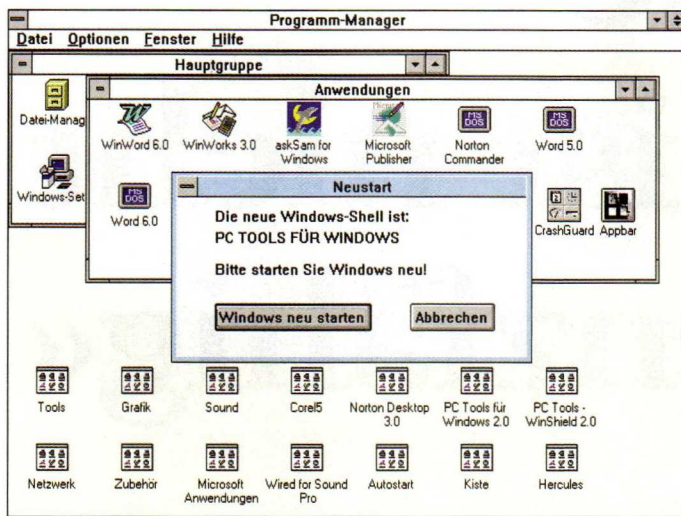 Programm-Manager
Datei Optionen Fenster Hilfe
Hauptgruppe
Anwendungen
Datei-Manag
WinWord 6.0 WinWorks 3.0 askSam for Windows Microsoft Publisher Norton Commander Word 5.0
MS DOS
MS DOS
Windows-Set
MS DOS
Word 6.0
CrashGuard Appbar
Neustart
Die neue Windows-Shell ist:
PC TOOLS FÜR WINDOWS
Bitte starten Sie Windows neu!
Windows neu starten Abbrechen
Tools Grafik Sound Corel5 Norton Desktop 3.0 PC Tools für Windows 2.0 PC Tools - WinShield 2.0
Netzwerk Zubehör Microsoft Anwendungen Wired for Sound Pro Autostart Kiste Hercules